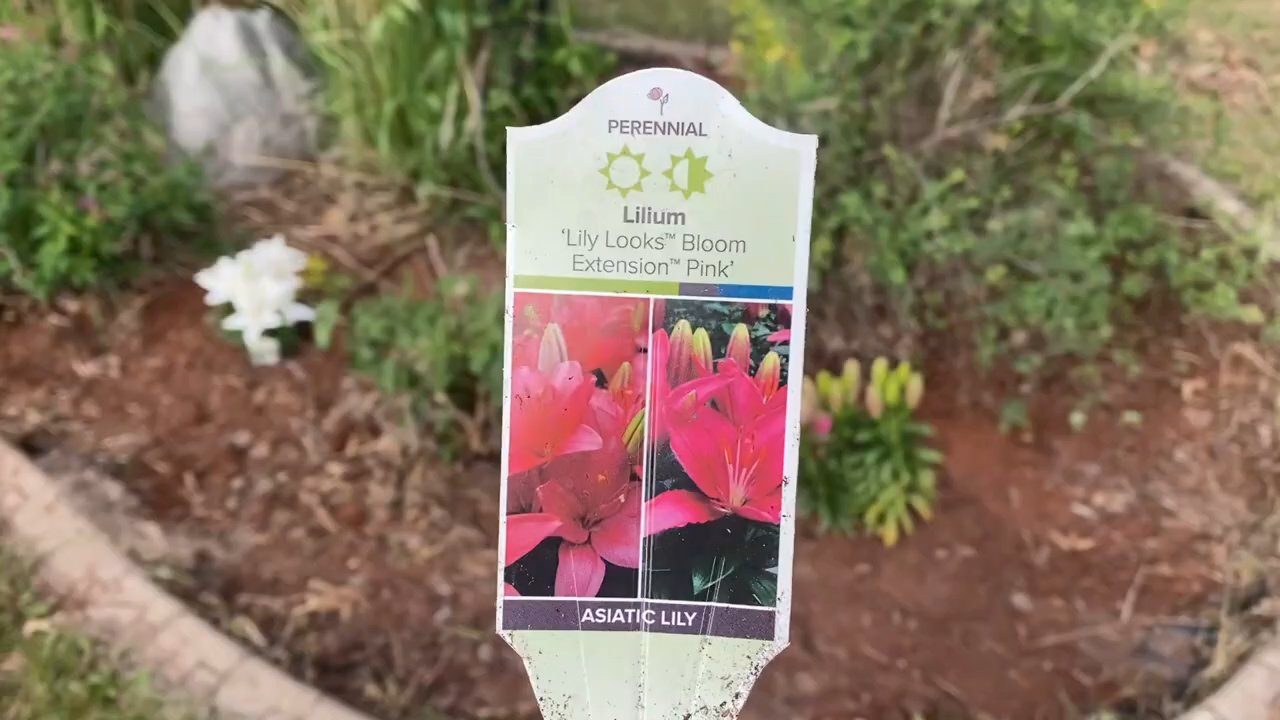 PERENNIAL
Lilium
‘Lily Looks™ Bloom
Extension™ Pink’
ASIATIC LILY